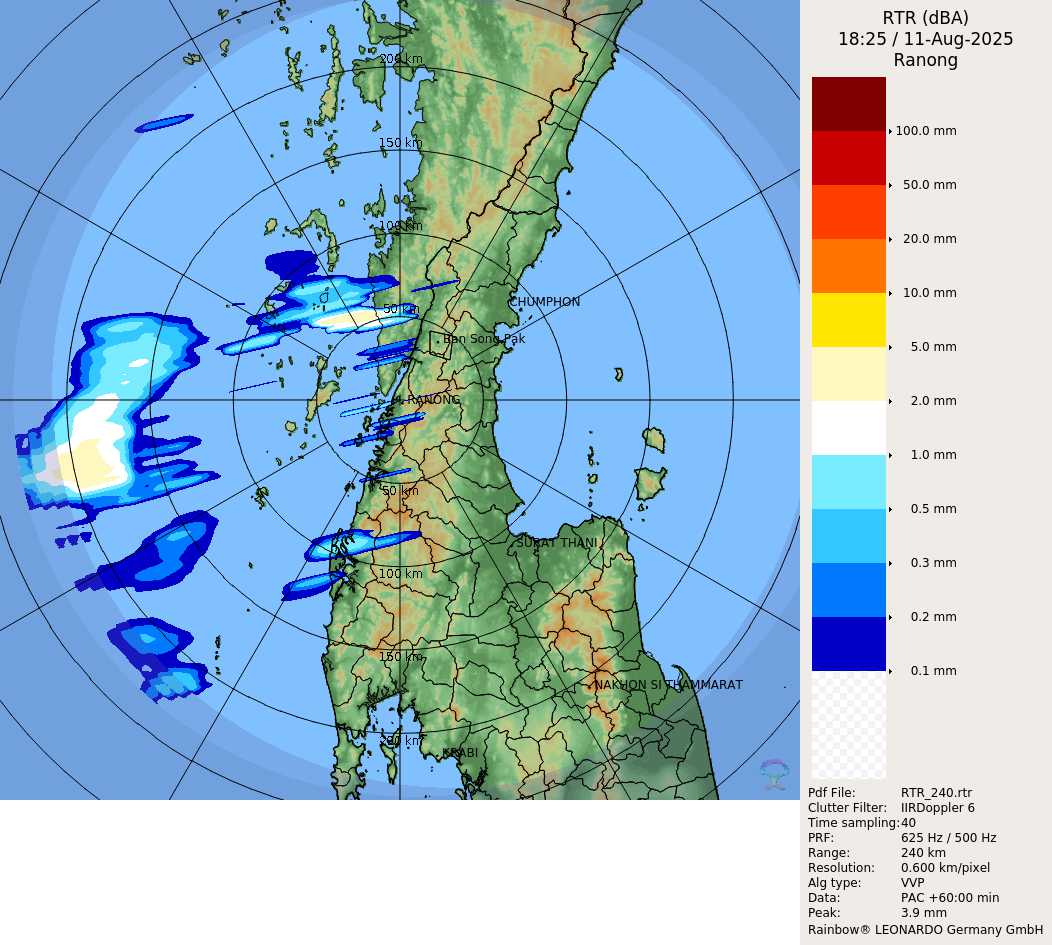 RTR (dBA)
18:25 / 11-Aug-2025
Ranong
200 km
150 km
100 km
50 km
CHUMPHON
Ban Song Pak
RANONG
50 km
SURAT THANI
100 km
150 km
NAKHON SI THAMMARAT
200 km
KRABI
100.0 mm
50.0 mm
20.0 mm
10.0 mm
5.0 mm
2.0 mm
1.0 mm
0.5 mm
0.3 mm
0.2 mm
0.1 mm
Pdf File: RTR_240.rtr
Clutter Filter: IIRDoppler 6
Time sampling:40
PRF: 625 Hz / 500 Hz
Range: 240 km
Resolution: 0.600 km/pixel
Alg type: VVP
Data: PAC +60:00 min
Peak: 3.9 mm
Rainbow® LEONARDO Germany GmbH